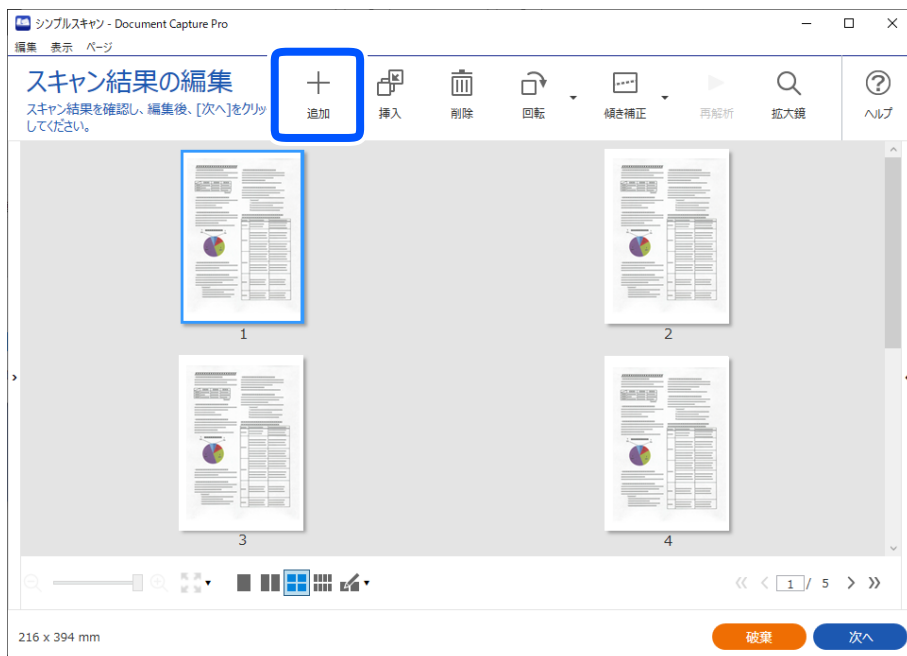 シンプルスキャン - Document Capture Pro
編集 表示 ページ
スキャン結果の編集
スキャン結果を確認し、編集後、[次へ]をクリッ
してください。
追加
挿入
削除
回転
傾き補正
再解析
拡大鏡
ヘルプ
1
2
3
4
1 / 5
216 x 394 mm
破棄
次へ